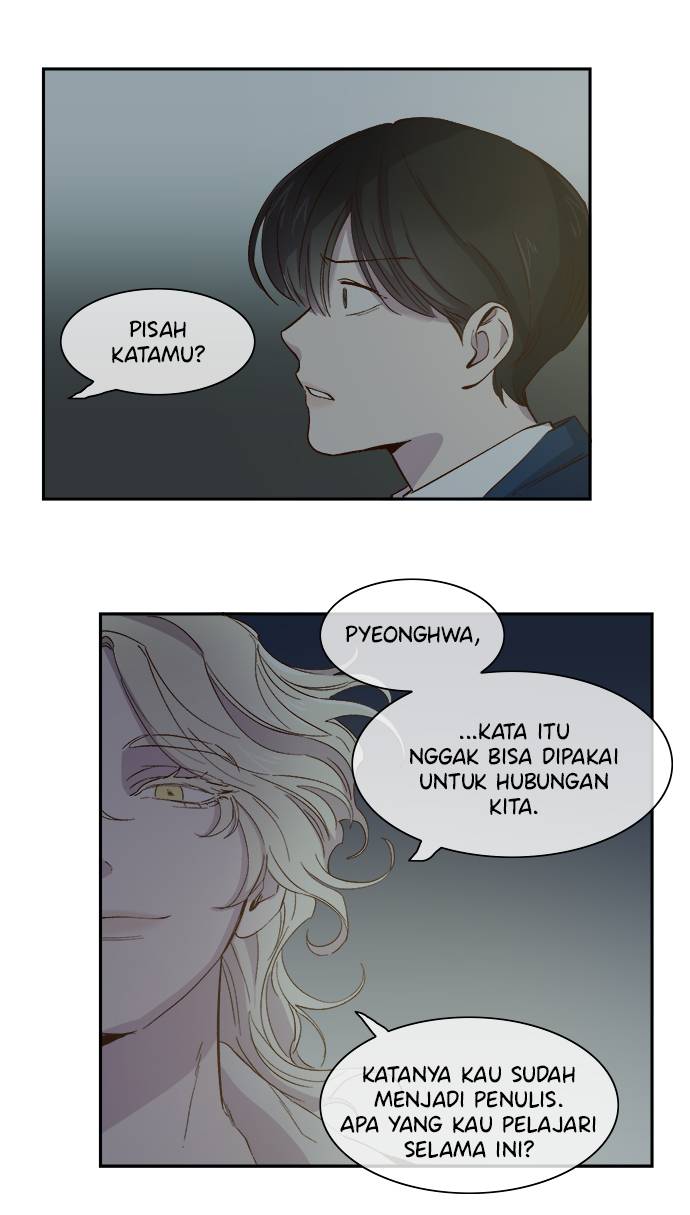 PISAH
KATAMU?
PYEONGHWA,
...KATA ITU
NGGAK BISA DIPAKAI
UNTUK HUBUNGAN
KITA.
KATANYA KAU SUDAH
MENJADI PENULIS.
APA YANG KAU PELAJARI
SELAMA INI?